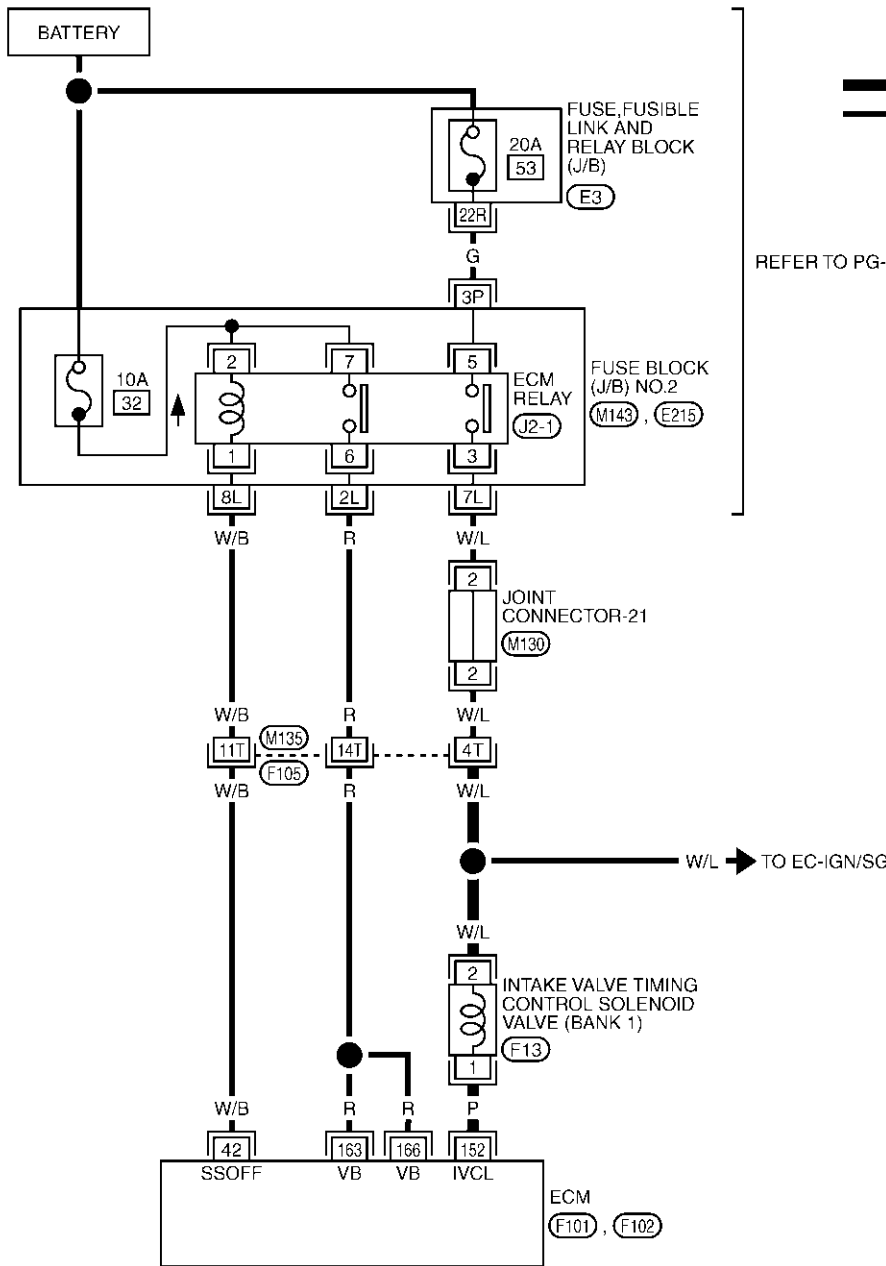 BATTERY
FUSE,FUSIBLE
LINK AND
RELAY BLOCK
(J/B)
20A
53
E3
22R
G
REFER TO PG-
3P
2
7
5
10A
32
ECM
RELAY
J2-1
FUSE BLOCK
(J/B) NO.2
M143 , E215
1
6
3
8L
2L
7L
W/B
R
W/L
2
JOINT
CONNECTOR-21
M130
2
W/B
R
W/L
11T
M135
14T
4T
F105
W/B
R
W/L
W/L
TO EC-IGN/SG
W/L
2
INTAKE VALVE TIMING
CONTROL SOLENOID
VALVE (BANK 1)
F13
1
W/B
R
R
P
42
163
166
152
SSOFF
VB
VB
IVCL
ECM
F101 , F102